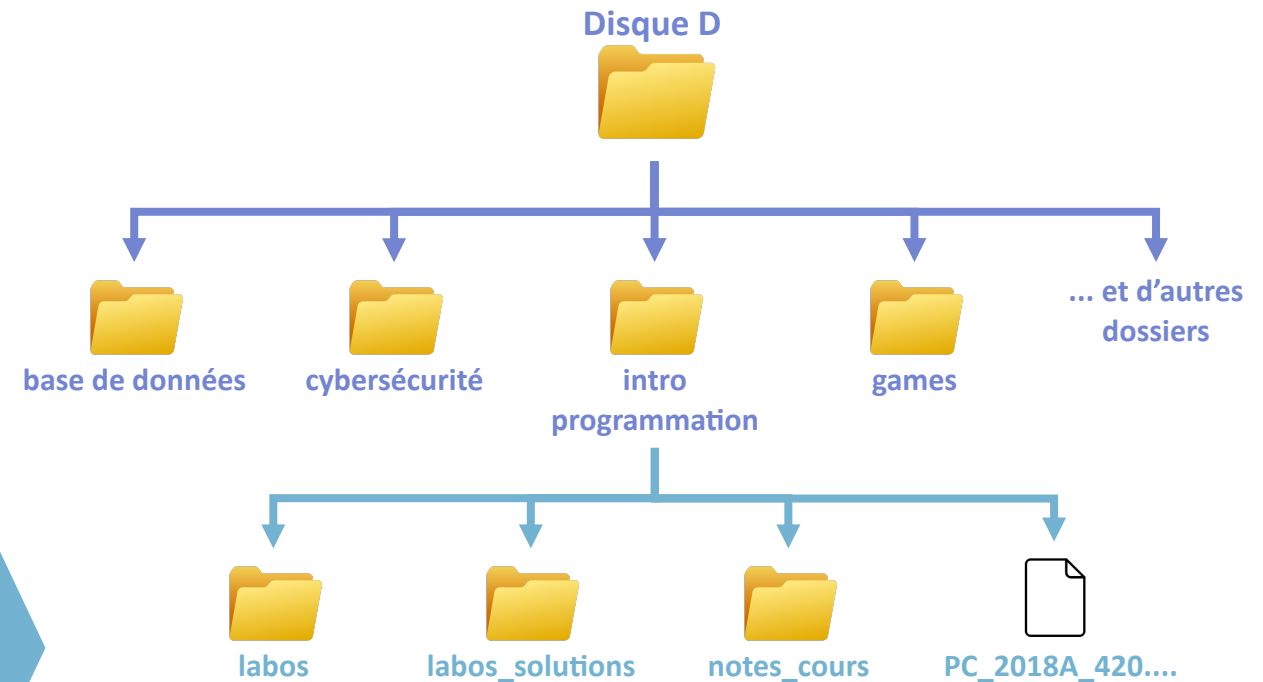 Disque D
... et d'autres
dossiers
base de données
cybersécurité
intro
programmation
games
labos
labos_solutions
notes_cours
PC_2018A_420....